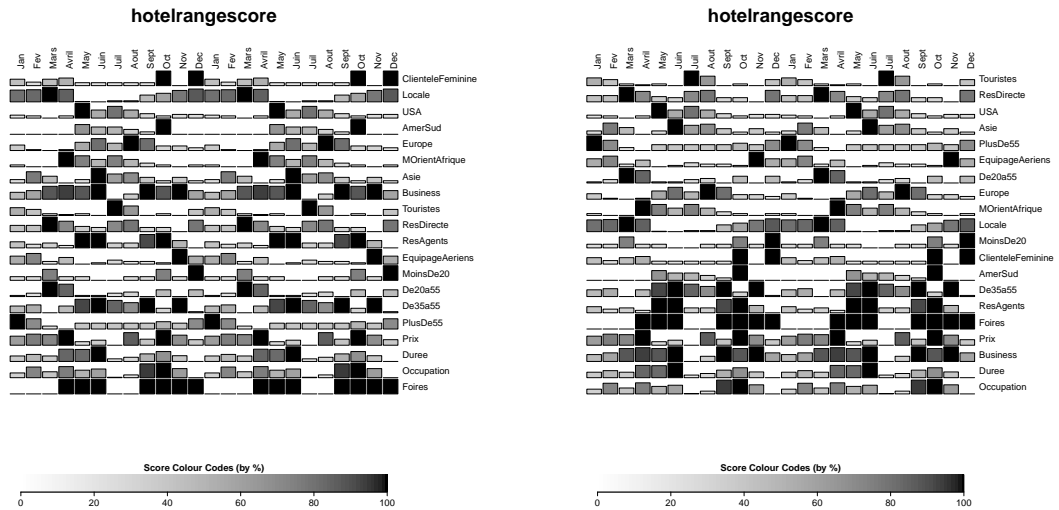 hotelrangescore
Jan Fev Mars Avril May Juin Juil Aout Sept Oct Nov Dec Jan Fev Mars Avril May Juin Juil Aout Sept Oct Nov Dec
ClienteleFeminine
Locale
USA
AmerSud
Europe
MOrientAfrique
Asie
Business
Touristes
ResDirecte
ResAgents
EquipageAeriens
MoinsDe20
De20a55
De35a55
PlusDe55
Prix
Duree
Occupation
Foires
Score Colour Codes (by %)
0 20 40 60 80 100
hotelrangescore
Jan Fev Mars Avril May Juin Juil Aout Sept Oct Nov Dec Jan Fev Mars Avril May Juin Juil Aout Sept Oct Nov Dec
Touristes
ResDirecte
USA
Asie
PlusDe55
EquipageAeriens
De20a55
Europe
MOrientAfrique
Locale
MoinsDe20
ClienteleFeminine
AmerSud
De35a55
ResAgents
Foires
Prix
Business
Duree
Occupation
Score Colour Codes (by %)
0 20 40 60 80 100